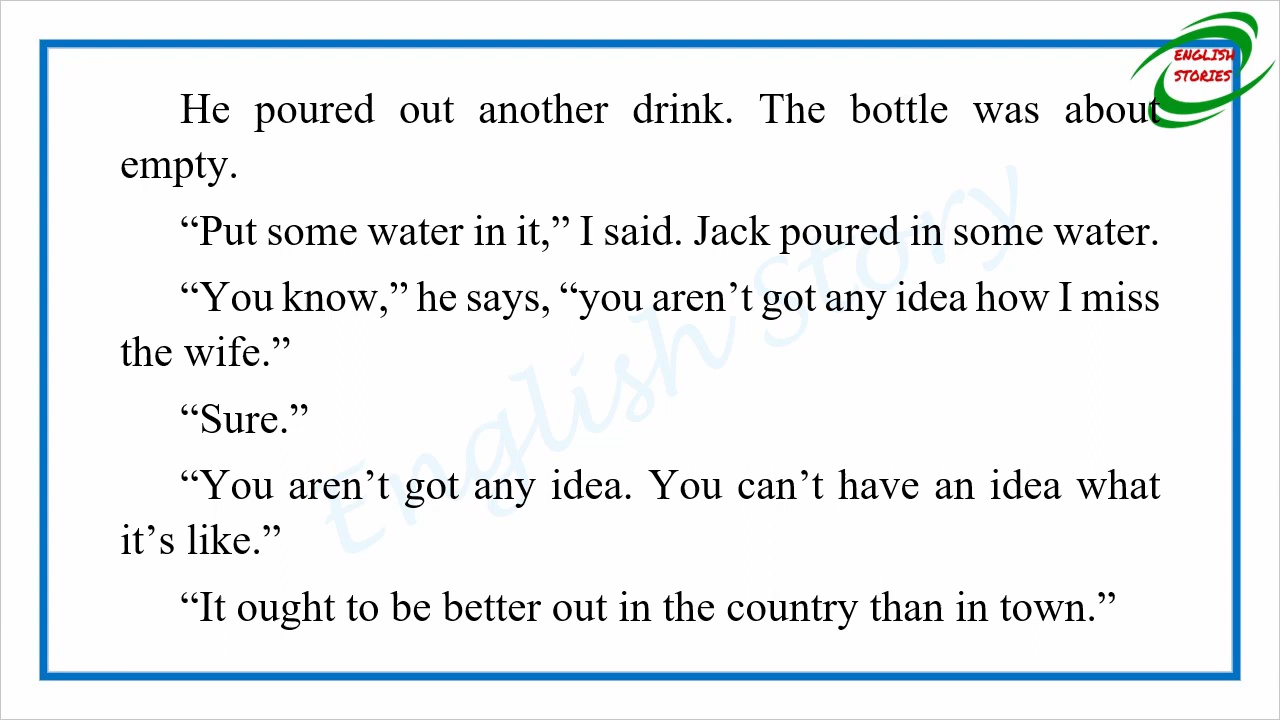 ENGLISH
STORIES
He poured out another drink. The bottle was about
empty.
“Put some water in it,” I said. Jack poured in some water.
“You know,” he says, “you aren’t got any idea how I miss
the wife.”
“Sure.”
“You aren’t got any idea. You can’t have an idea what
it’s like.”
“It ought to be better out in the country than in town.”
English Story